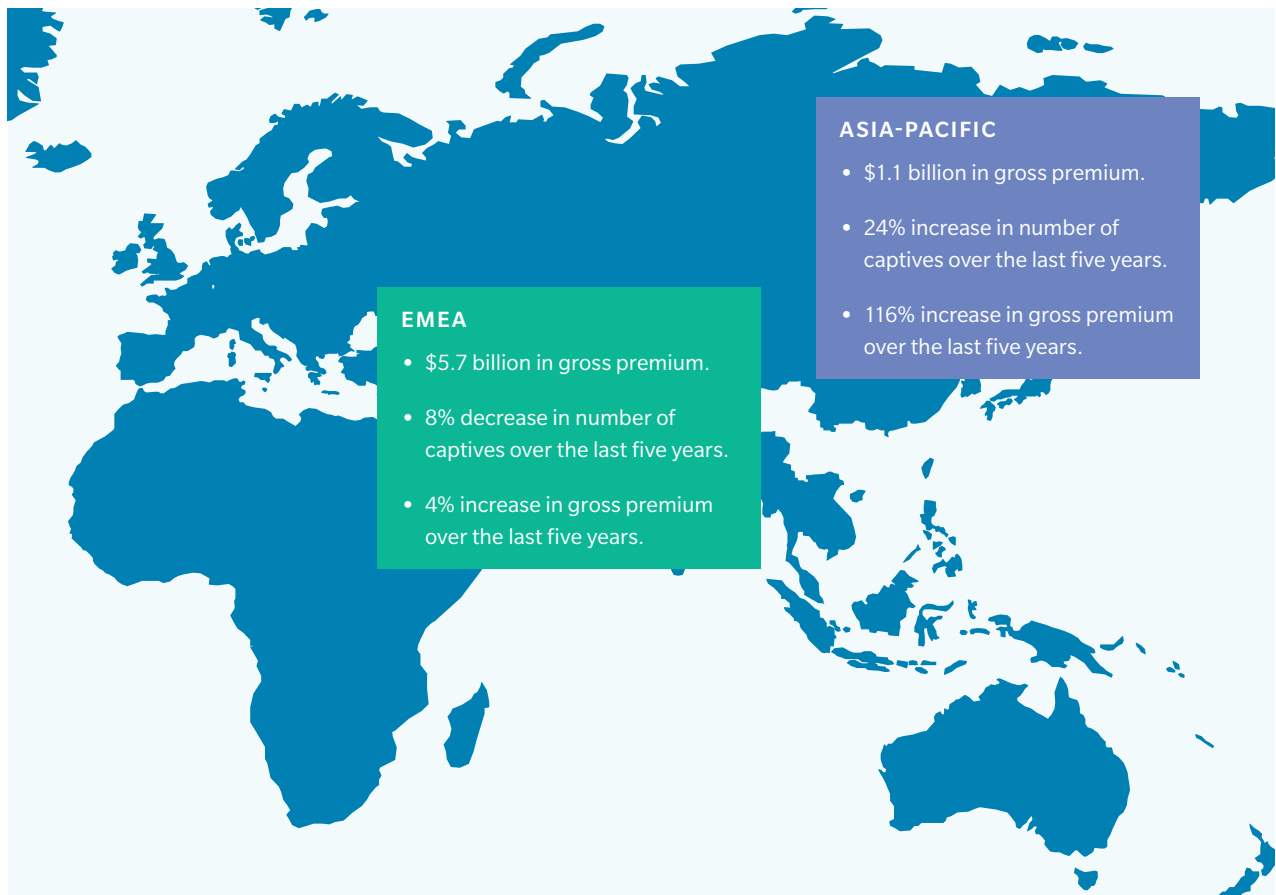 ASIA-PACIFIC
• $1.1 billion in gross premium.
• 24% increase in number of
captives over the last five years.
• 116% increase in gross premium
over the last five years.
EMEA
• $5.7 billion in gross premium.
• 8% decrease in number of
captives over the last five years.
• 4% increase in gross premium
over the last five years.